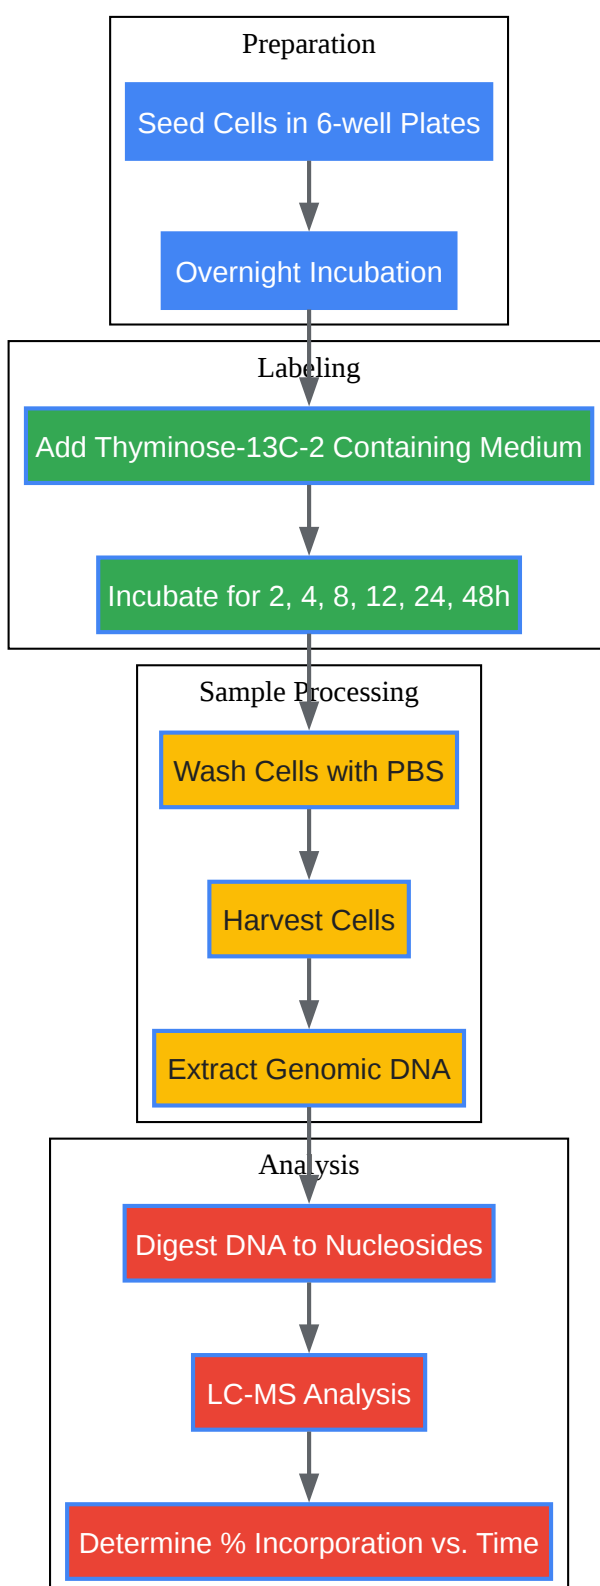 Preparation
Seed Cells in 6-well Plates
Overnight Incubation
Labeling
Add Thyminose-13C-2 Containing Medium
Incubate for 2, 4, 8, 12, 24, 48h
Sample Processing
Wash Cells with PBS
Harvest Cells
Extract Genomic DNA
Analysis
Digest DNA to Nucleosides
LC-MS Analysis
Determine % Incorporation vs. Time